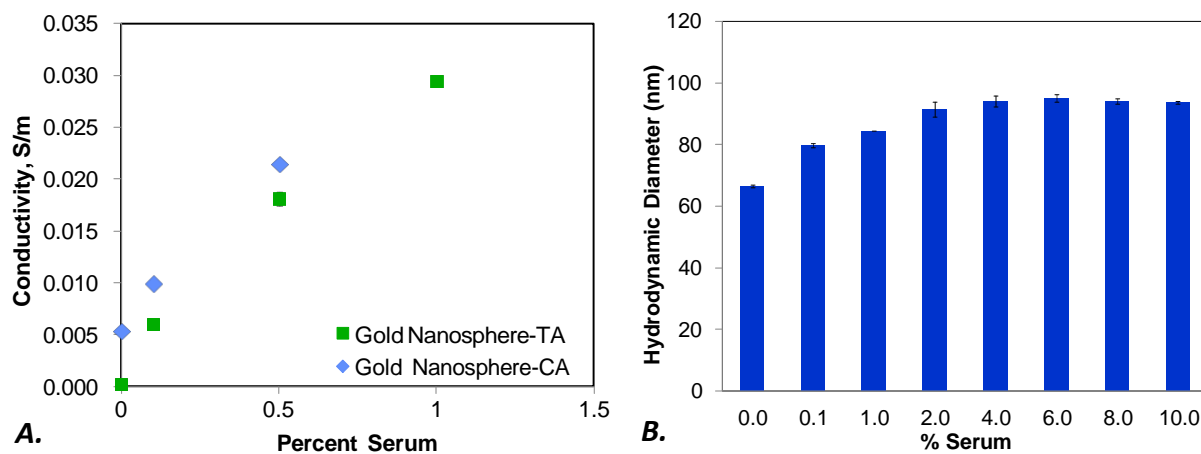 0.035
0.030
0.025
0.020
0.015
0.010
0.005
0.000
Conductivity, S/m
Gold Nanosphere-TA
Gold Nanosphere-CA
0 0.5 1 1.5
Percent Serum
A.
120
100
80
60
40
20
0
Hydrodynamic Diameter (nm)
0.0 0.1 1.0 2.0 4.0 6.0 8.0 10.0
% Serum
B.